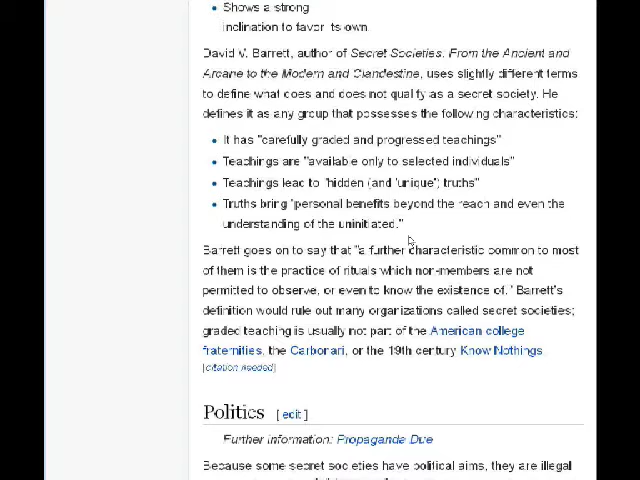 Shows a strong
inclination to favor its own.
David V. Barrett, author of Secret Societies: From the Ancient and
Arcane to the Modern and Clandestine, uses slightly different terms
to define what does and does not qualify as a secret society. He
defines it as any group that possesses the following characteristics:
It has "carefully graded and progressed teachings"
Teachings are "available only to selected individuals"
Teachings lead to "hidden (and 'unique') truths"
Truths bring "personal benefits beyond the reach and even the
understanding of the uninitiated."
Barrett goes on to say that "a further characteristic common to most
of them is the practice of rituals which non-members are not
permitted to observe, or even to know the existence of." Barrett's
definition would rule out many organizations called secret societies;
graded teaching is usually not part of the American college
fraternities, the Carbonari, or the 19th century Know Nothings.
[citation needed]
Politics [ edit ]
Further information: Propaganda Due
Because some secret societies have political aims, they are illegal